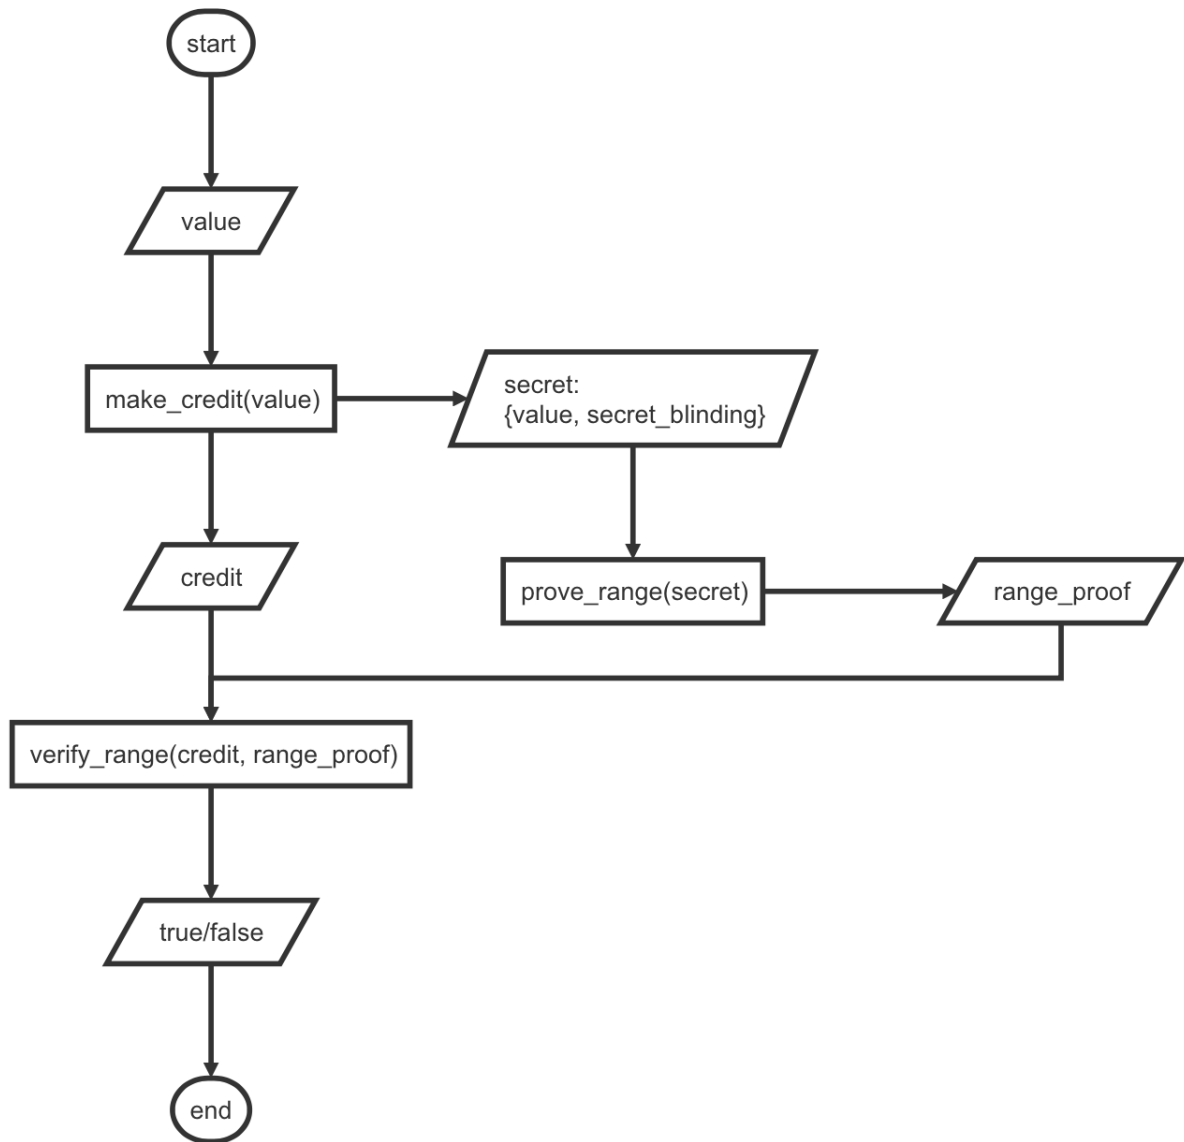 start
value
make_credit(value)
secret:
{value, secret_blinding}
credit
prove_range(secret)
range_proof
verify_range(credit, range_proof)
true/false
end